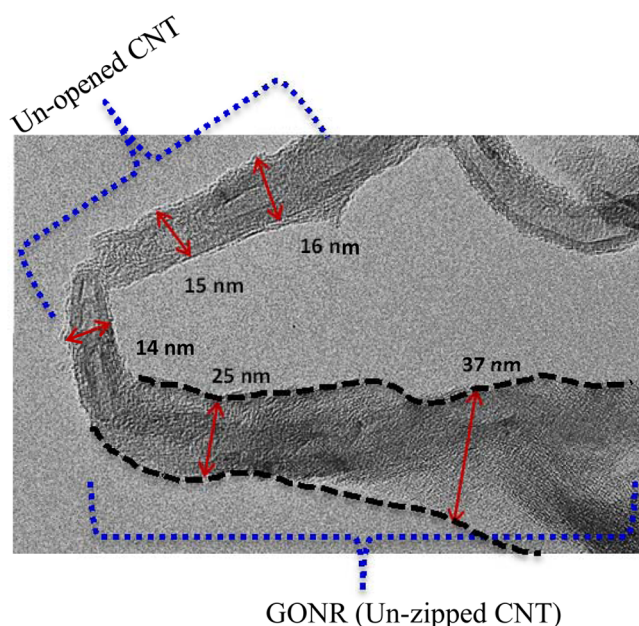 Un-opened CNT
16 nm
15 nm
14 nm
37 nm
25 nm
GONR (Un-zipped CNT)